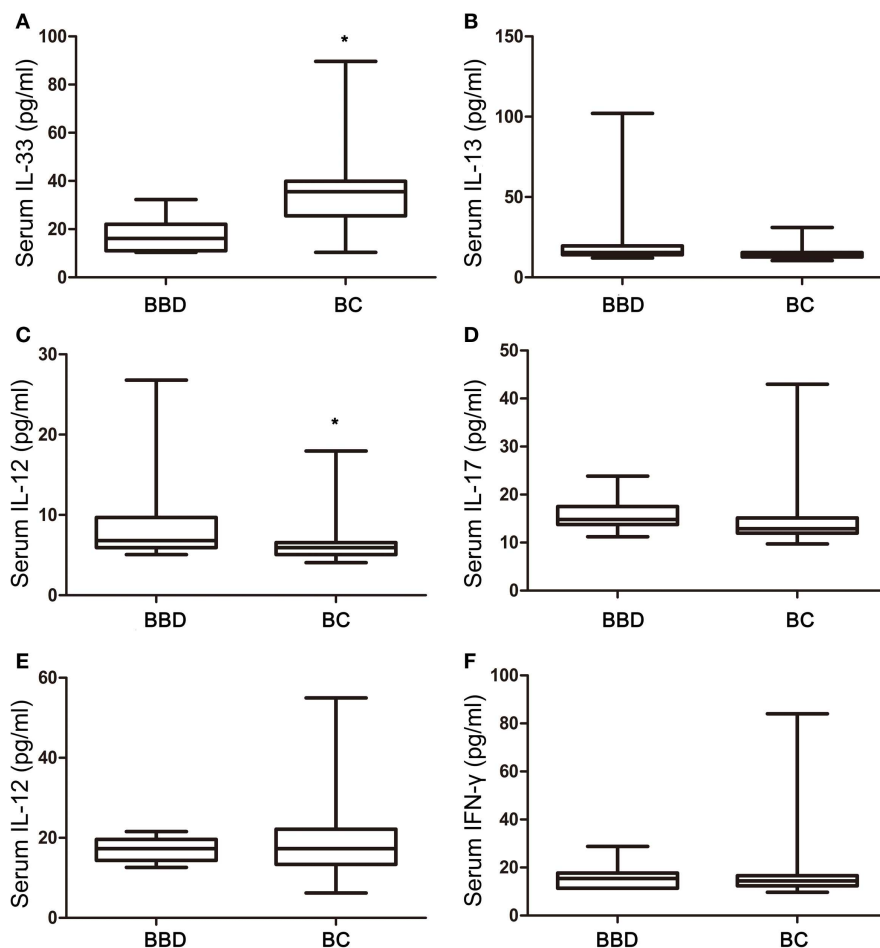 A
Serum IL-33 (pg/ml)
100
80
60
40
20
0
*
BBD
BC
B
Serum IL-13 (pg/ml)
150
100
50
0
BBD
BC
C
Serum IL-12 (pg/ml)
30
20
10
0
*
BBD
BC
D
Serum IL-17 (pg/ml)
50
40
30
20
10
0
BBD
BC
E
Serum IL-12 (pg/ml)
60
40
20
0
BBD
BC
F
Serum IFN-γ (pg/ml)
100
80
60
40
20
0
BBD
BC